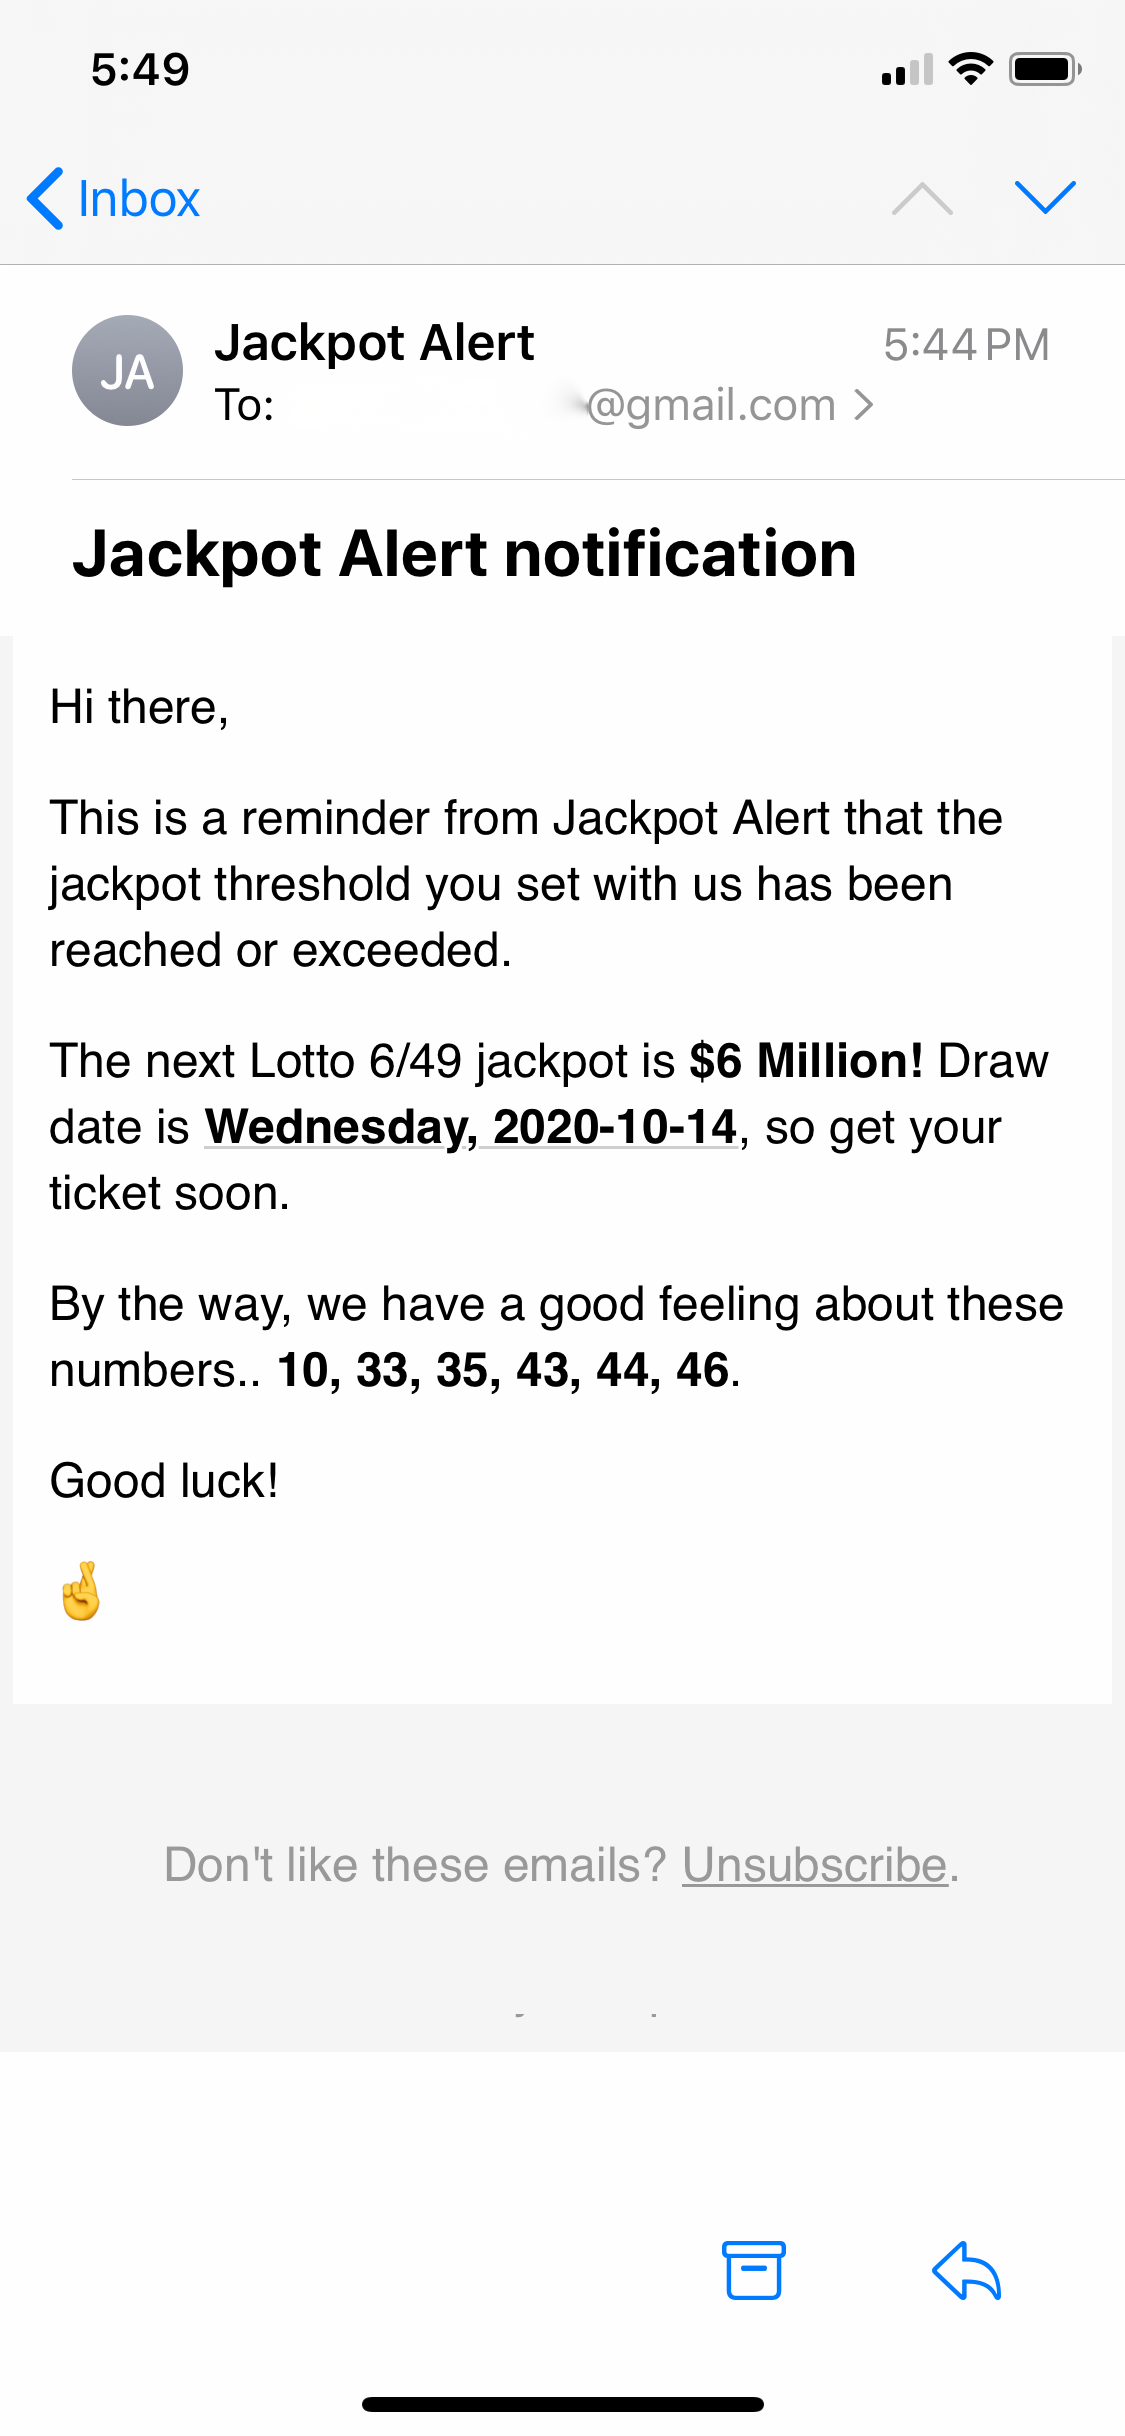 5:49
Inbox
JA
Jackpot Alert
5:44 PM
To: @gmail.com
Jackpot Alert notification
Hi there,
This is a reminder from Jackpot Alert that the
jackpot threshold you set with us has been
reached or exceeded.
The next Lotto 6/49 jackpot is $6 Million! Draw
date is Wednesday, 2020-10-14, so get your
ticket soon.
By the way, we have a good feeling about these
numbers.. 10, 33, 35, 43, 44, 46.
Good luck!
🤞
Don't like these emails? Unsubscribe.